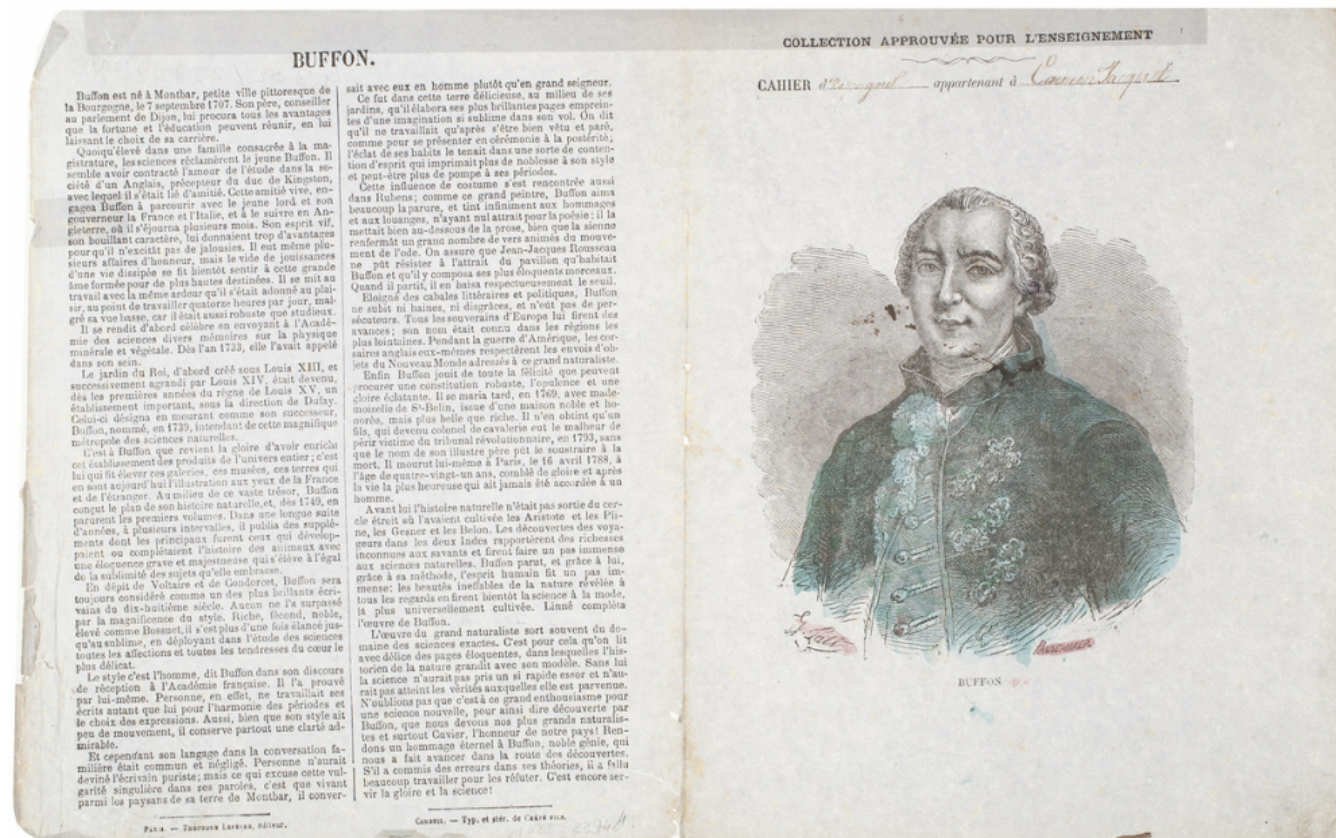 BUFFON.
Buffon est né à Montbar, petite ville pittoresque de
la Bourgogne, le 7 septembre 1707. Son père, conseiller
au parlement de Dijon, lui procura tous les avantages
que la fortune et l'éducation peuvent réunir, en lui
laissant le choix de sa carrière.
Quoiqu'élevé dans une famille consacrée à la ma-
gistrature, les sciences réclamèrent le jeune Buffon. Il
semble avoir contracté l'amour de l'étude dans la so-
ciété d'un Anglais, précepteur du duc de Kingston,
avec lequel il s'était lié d'amitié. Cette amitié vive, en-
gagea Buffon à parcourir avec le jeune lord et son
gouverneur la France et l'Italie, et à le suivre en An-
gleterre, où il s'éjourna plusieurs mois. Son esprit vif,
son bouillant caractère, lui donnaient trop d'avantages
pour qu'il n'excitât pas de jalousies. Il eut même plu-
sieurs affaires d'honneur, mais le vide de jouissances
d'une vie dissipée se fit bientôt sentir à cette grande
âme formée pour de plus hautes destinées. Il se mit au
travail avec la même ardeur qu'il s'était adonné au plai-
sir, au point de travailler quatorze heures par jour, mal-
gré sa vue basse, car il était aussi robuste que studieux.
Il se rendit d'abord célèbre en envoyant à l'Acadé-
mie des sciences divers mémoires sur la physique
minérale et végétale. Dès l'an 1733, elle l'avait appelé
dans son sein.
Le jardin du Roi, d'abord créé sous Louis XIII, et
successivement agrandi par Louis XIV, était devenu,
dès les premières années du règne de Louis XV, un
établissement important, sous la direction de Dufay.
Celui-ci désigna en mourant comme son successeur,
Buffon, nommé, en 1739, intendant de cette magnifique
métropole des sciences naturelles.
C'est à Buffon que revient la gloire d'avoir enrichi
cet établissement des produits de l'univers entier; c'est
lui qui fit élever ces galeries, ces musées, ces terres qui
en sont aujourd'hui l'illustration aux yeux de la France
et de l'étranger. Au milieu de ce vaste trésor, Buffon
conçut le plan de son histoire naturelle, et, dès 1749, en
parurent les premiers volumes. Dans une longue suite
d'années, à plusieurs intervalles, il publia des supplé-
ments dont les principaux furent ceux qui dévelop-
paient ou complétaient l'histoire des animaux avec
une éloquence grave et majestueuse qui s'élève à l'égal
de la sublimité des sujets qu'elle embrasse.
En dépit de Voltaire et de Condorcet, Buffon sera
toujours considéré comme un des plus brillants écri-
vains du dix-huitième siècle. Aucun ne l'a surpassé
par la magnificence du style. Riche, fécond, noble,
élevé comme Bossuet, il s'est plus d'une fois élancé jus-
qu'au sublime, en déployant dans l'étude des sciences
toutes les affections et toutes les tendresses du cœur le
plus délicat.
Le style c'est l'homme, dit Buffon dans son discours
de réception à l'Académie française. Il l'a prouvé
par lui-même. Personne, en effet, ne travaillait ses
écrits autant que lui pour l'harmonie des périodes et
le choix des expressions. Aussi, bien que son style ait
peu de mouvement, il conserve partout une clarté ad-
mirable.
Et cependant son langage dans la conversation fa-
milière était commun et négligé. Personne n'aurait
deviné l'écrivain puriste; mais ce qui excuse cette vul-
garité singulière dans ses paroles, c'est que vivant
parmi les paysans de sa terre de Montbar, il conver-
sait avec eux en homme plutôt qu'en grand seigneur.
Ce fut dans cette terre délicieuse, au milieu de ses
jardins, qu'il élabora ses plus brillantes pages emprein-
tes d'une imagination si sublime dans son vol. On dit
qu'il ne travaillait qu'après s'être bien vêtu et paré,
comme pour se présenter en cérémonie à la postérité;
l'éclat de ses habits le tenait dans une sorte de conten-
tion d'esprit qui imprimait plus de noblesse à son style
et peut-être plus de pompe à ses périodes.
Cette influence de costume s'est rencontrée aussi
dans Rubens; comme ce grand peintre, Buffon aima
beaucoup la parure, et tint infiniment aux hommages
et aux louanges, n'ayant nul attrait pour la poésie; il la
mettait bien au-dessous de la prose, bien que la sienne
renfermât un grand nombre de vers animés du mouve-
ment de l'ode. On assure que Jean-Jacques Rousseau
ne pût résister à l'attrait du pavillon qu'habitait
Buffon et qu'il y composa ses plus éloquents morceaux.
Quand il partit, il en baisa respectueusement le seuil.
Eloigné des cabales littéraires et politiques, Buffon
ne subit ni haines, ni disgrâces, et n'eût pas de per-
sécuteurs. Tous les souverains d'Europe lui firent des
avances; son nom était connu dans les régions les
plus lointaines. Pendant la guerre d'Amérique, les cor-
saires anglais eux-mêmes respectèrent les envois d'ob-
jets du Nouveau Monde adressés à ce grand naturaliste.
Enfin Buffon jouit de toute la félicité que peuvent
procurer une constitution robuste, l'opulence et une
gloire éclatante. Il se maria tard, en 1769, avec made-
moiselle de St-Belin, issue d'une maison noble et ho-
norée, mais plus belle que riche. Il n'en obtint qu'un
fils, qui devenu colonel de cavalerie eut le malheur de
périr victime du tribunal révolutionnaire, en 1793, sans
que le nom de son illustre père pût le soustraire à la
mort. Il mourut lui-même à Paris, le 16 avril 1788, à
l'âge de quatre-vingt-un ans, comblé de gloire et après
la vie la plus heureuse qui ait jamais été accordée à un
homme.
Avant lui l'histoire naturelle n'était pas sortie du cer-
cle étroit où l'avaient cultivée les Aristote et les Pli-
ne, les Gesner et les Belon. Les découvertes des voya-
geurs dans les deux Indes rapportèrent des richesses
inconnues aux savants et firent faire un pas immense
aux sciences naturelles. Buffon parut, et grâce à lui,
grâce à sa méthode, l'esprit humain fit un pas im-
mense: les beautés ineffables de la nature révélée à
tous les regards en firent bientôt la science à la mode,
la plus universellement cultivée. Linné compléta
l'œuvre de Buffon.
L'œuvre du grand naturaliste sort souvent du do-
maine des sciences exactes. C'est pour cela qu'on lit
avec délice des pages éloquentes, dans lesquelles l'his-
torien de la nature grandit avec son modèle. Sans lui
la science n'aurait pas pris un si rapide essor et n'au-
rait pas atteint les vérités auxquelles elle est parvenue.
N'oublions pas que c'est à ce grand enthousiasme pour
une science nouvelle, pour ainsi dire découverte par
Buffon, que nous devons nos plus grands naturalis-
tes et surtout Cuvier, l'honneur de notre pays! Ren-
dons un hommage éternel à Buffon, noble génie, qui
nous a fait avancer dans la route des découvertes.
S'il a commis des erreurs dans ses théories, il a fallu
beaucoup travailler pour les réfuter. C'est encore ser-
vir la gloire et la science!
PARIS. — THÉODORE LEFÈVRE, éditeur.
CORBEIL. — Typ. et stér. de CRÉTÉ FILS.
COLLECTION APPROUVÉE POUR L'ENSEIGNEMENT
CAHIER d' appartenant à
BUFFON